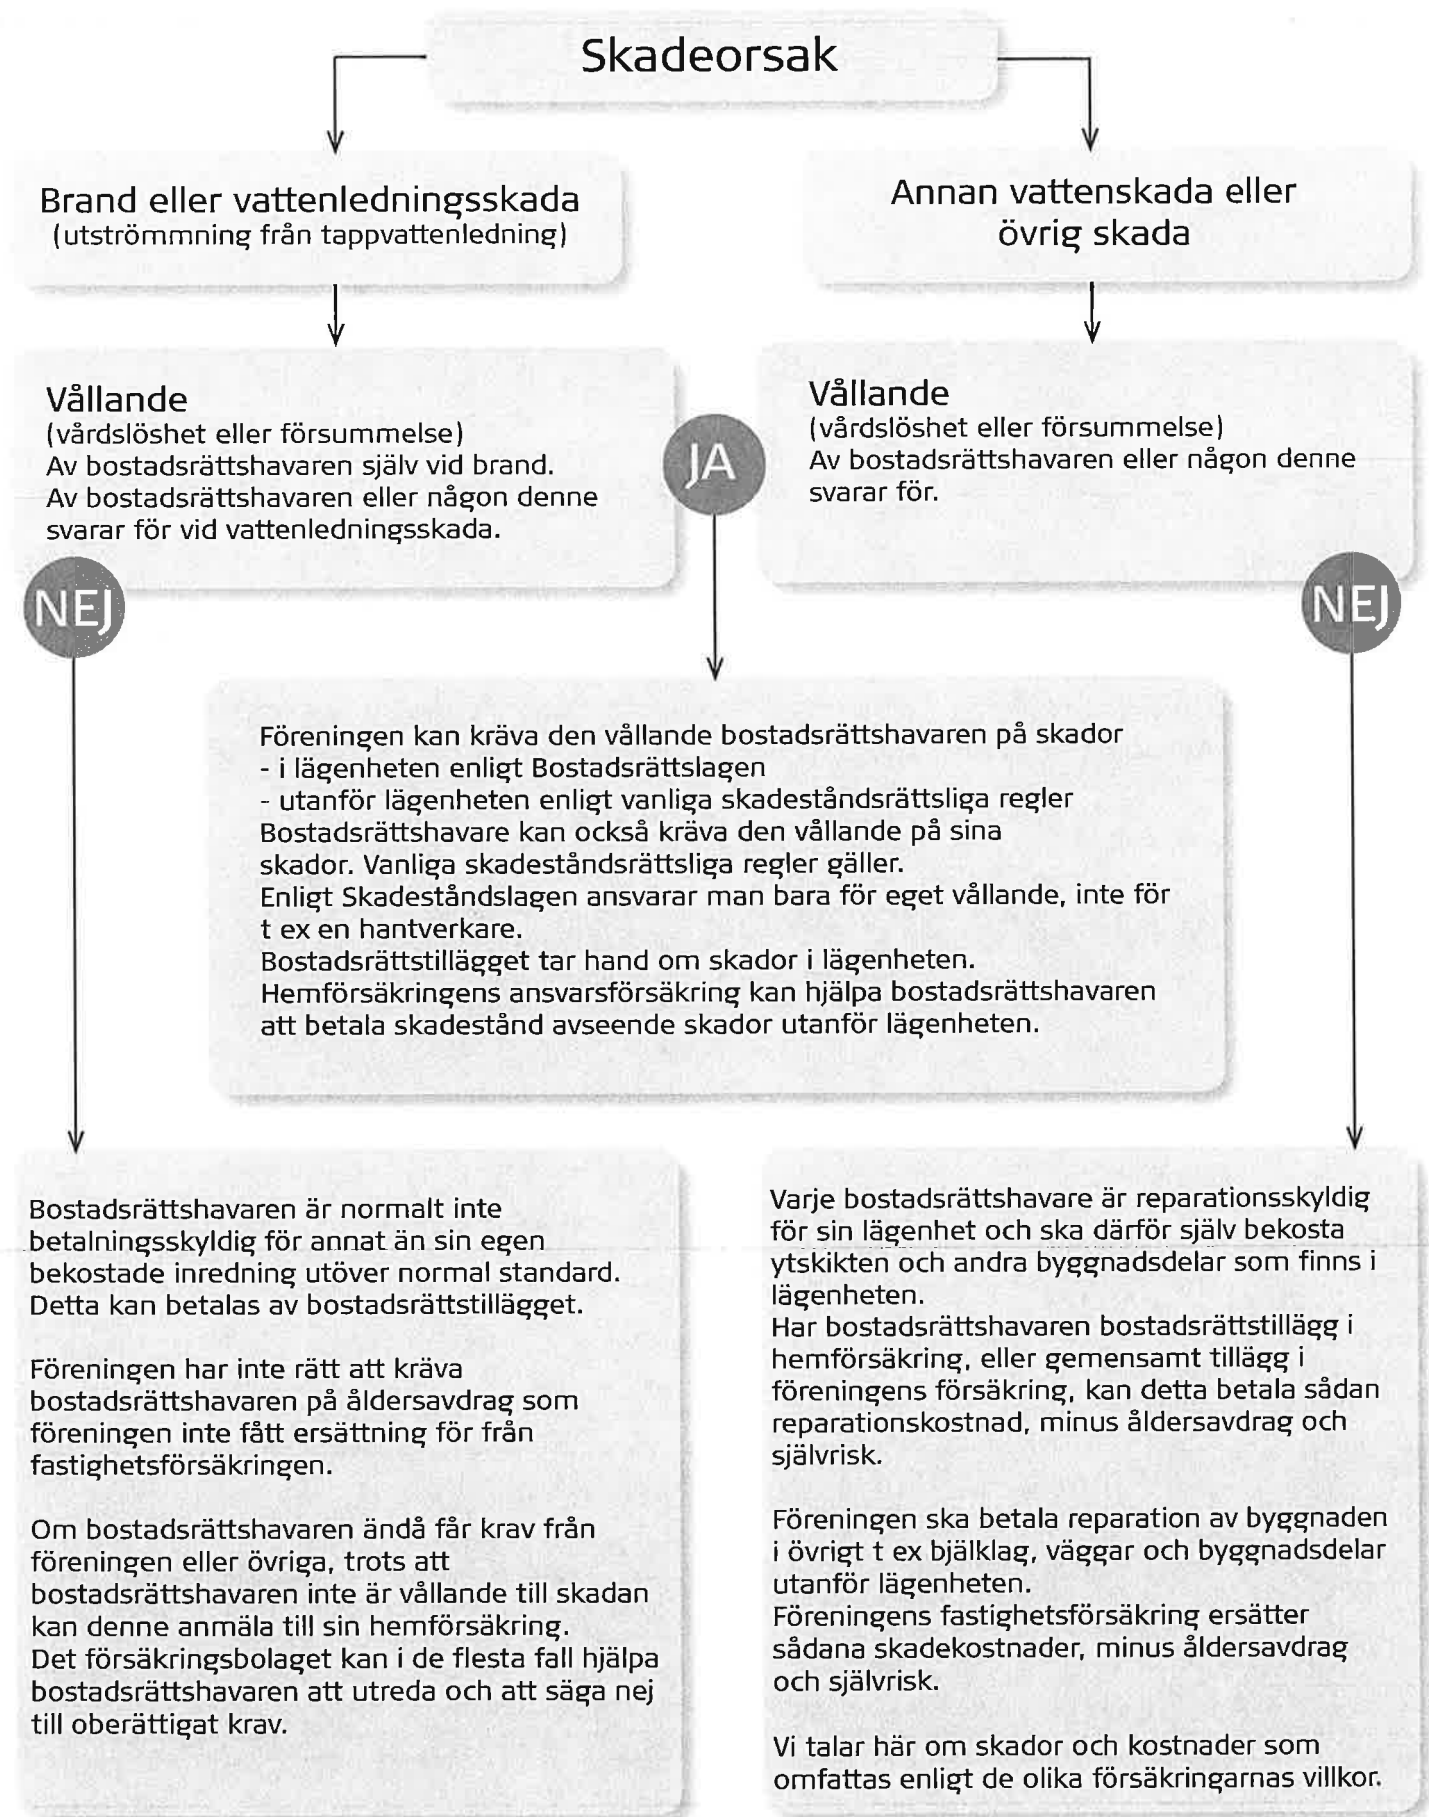 Skadeorsak
Brand eller vattenledningsskada
(utströmmning från tappvattenledning)
Annan vattenskada eller
övrig skada
Vållande
(vårdslöshet eller försummelse)
Av bostadsrättshavaren själv vid brand.
Av bostadsrättshavaren eller någon denne
svarar för vid vattenledningsskada.
JA
Vållande
(vårdslöshet eller försummelse)
Av bostadsrättshavaren eller någon denne
svarar för.
NEJ
NEJ
Föreningen kan kräva den vållande bostadsrättshavaren på skador
- i lägenheten enligt Bostadsrättslagen
- utanför lägenheten enligt vanliga skadeståndsrättsliga regler
Bostadsrättshavare kan också kräva den vållande på sina
skador. Vanliga skadeståndsrättsliga regler gäller.
Enligt Skadeståndslagen ansvarar man bara för eget vållande, inte för
t ex en hantverkare.
Bostadsrättstillägget tar hand om skador i lägenheten.
Hemförsäkringens ansvarsförsäkring kan hjälpa bostadsrättshavaren
att betala skadestånd avseende skador utanför lägenheten.
Bostadsrättshavaren är normalt inte
betalningsskyldig för annat än sin egen
bekostade inredning utöver normal standard.
Detta kan betalas av bostadsrättstillägget.
Föreningen har inte rätt att kräva
bostadsrättshavaren på åldersavdrag som
föreningen inte fått ersättning för från
fastighetsförsäkringen.
Om bostadsrättshavaren ändå får krav från
föreningen eller övriga, trots att
bostadsrättshavaren inte är vållande till skadan
kan denne anmäla till sin hemförsäkring.
Det försäkringsbolaget kan i de flesta fall hjälpa
bostadsrättshavaren att utreda och att säga nej
till oberättigat krav.
Varje bostadsrättshavare är reparationsskyldig
för sin lägenhet och ska därför själv bekosta
ytskikten och andra byggnadsdelar som finns i
lägenheten.
Har bostadsrättshavaren bostadsrättstillägg i
hemförsäkring, eller gemensamt tillägg i
föreningens försäkring, kan detta betala sådan
reparationskostnad, minus åldersavdrag och
självrisk.
Föreningen ska betala reparation av byggnaden
i övrigt t ex bjälklag, väggar och byggnadsdelar
utanför lägenheten.
Föreningens fastighetsförsäkring ersätter
sådana skadekostnader, minus åldersavdrag
och självrisk.
Vi talar här om skador och kostnader som
omfattas enligt de olika försäkringarnas villkor.